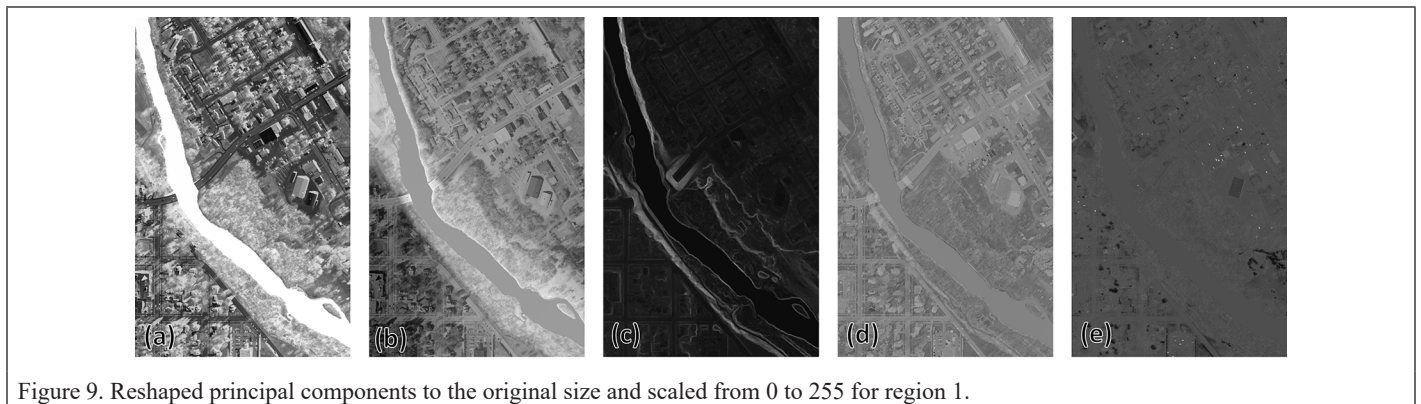 (a) (b) (c) (d) (e)
Figure 9. Reshaped principal components to the original size and scaled from 0 to 255 for region 1.